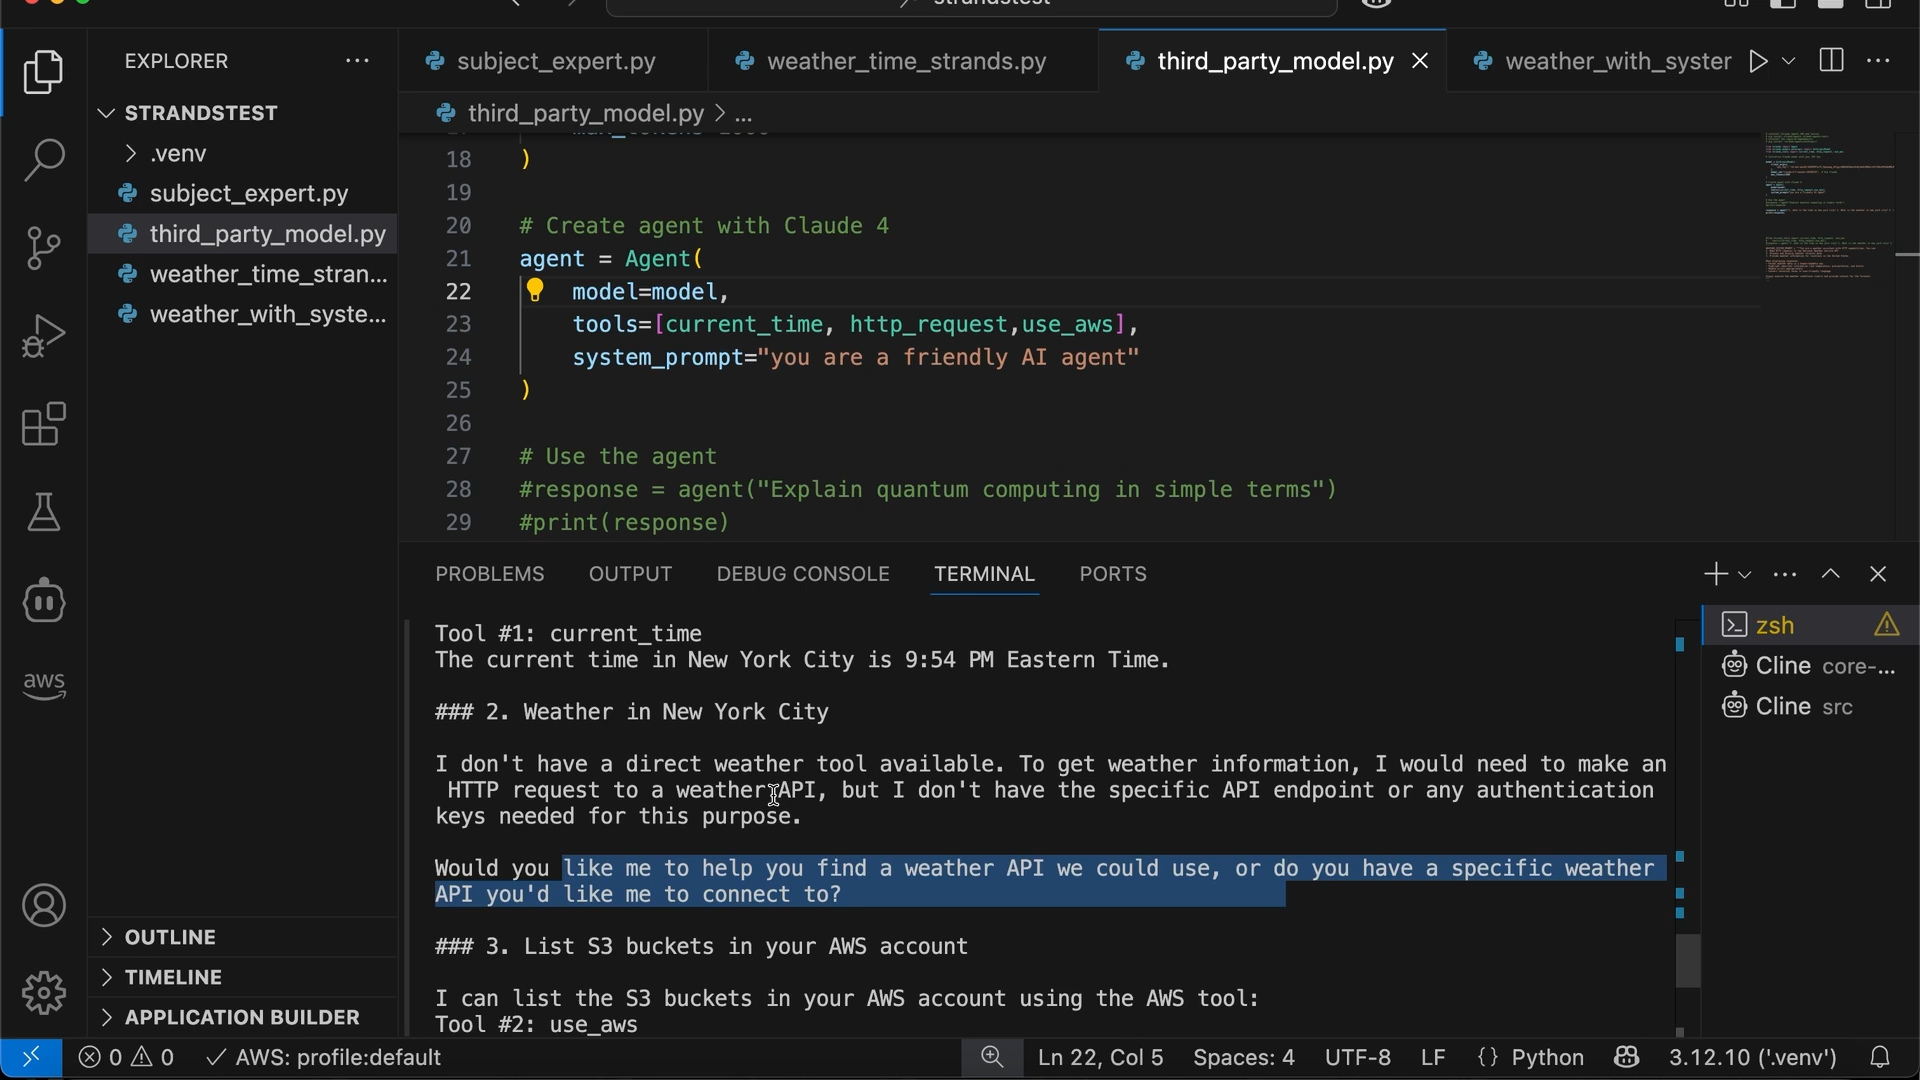 strandstest
EXPLORER
subject_expert.py
weather_time_strands.py
third_party_model.py
weather_with_syster
STRANDSTEST
third_party_model.py > ...
.venv
subject_expert.py
third_party_model.py
weather_time_stran...
weather_with_syste...
18 )
19
20 # Create agent with Claude 4
21 agent = Agent(
22 model=model,
23 tools=[current_time, http_request,use_aws],
24 system_prompt="you are a friendly AI agent"
25 )
26
27 # Use the agent
28 #response = agent("Explain quantum computing in simple terms")
29 #print(response)
PROBLEMS OUTPUT DEBUG CONSOLE TERMINAL PORTS
Tool #1: current_time
The current time in New York City is 9:54 PM Eastern Time.
### 2. Weather in New York City
I don't have a direct weather tool available. To get weather information, I would need to make an
HTTP request to a weather API, but I don't have the specific API endpoint or any authentication
keys needed for this purpose.
Would you like me to help you find a weather API we could use, or do you have a specific weather
API you'd like me to connect to?
### 3. List S3 buckets in your AWS account
I can list the S3 buckets in your AWS account using the AWS tool:
Tool #2: use_aws
zsh
Cline core-...
Cline src
aws
OUTLINE
TIMELINE
APPLICATION BUILDER
0 0 AWS: profile:default Ln 22, Col 5 Spaces: 4 UTF-8 LF {} Python 3.12.10 ('.venv')